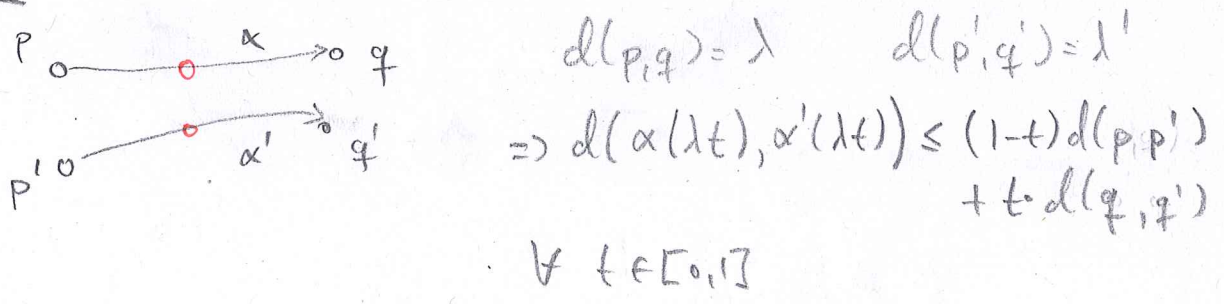 p α q
d(p,q)=λ d(p',q')=λ'
p' α' q'
=> d(α(λt), α'(λt)) ≤ (1-t)d(p,p')
+ t·d(q,q')
∀ t∈[0,1]